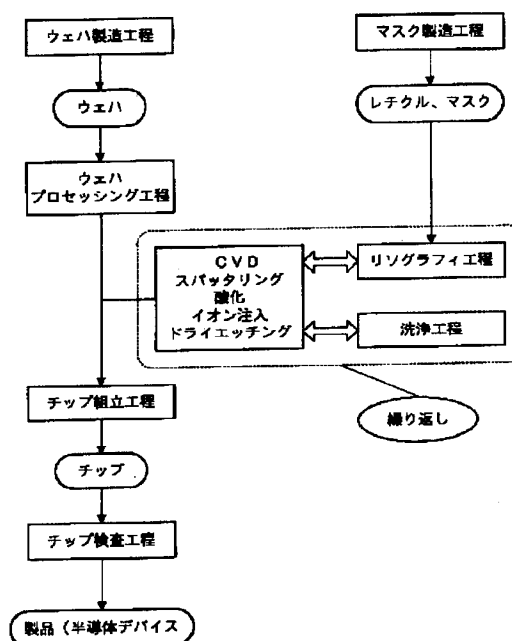 ウェハ製造工程
マスク製造工程
ウェハ
レチクル、マスク
ウェハ
プロセッシング工程
CVD
スパッタリング
酸化
イオン注入
ドライエッチング
リソグラフィ工程
洗浄工程
チップ組立工程
繰り返し
チップ
チップ検査工程
製品（半導体デバイス